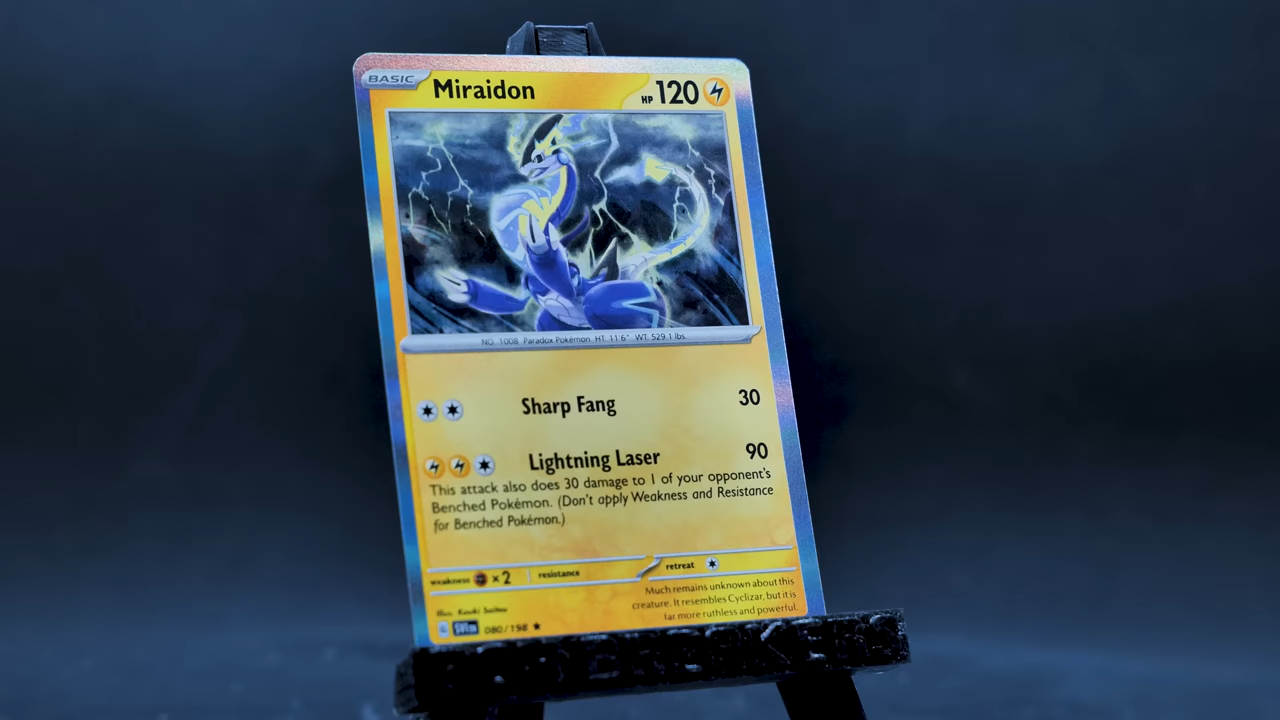 BASIC Miraidon HP 120
NO. 1008 Paradox Pokémon HT. 11'6" WT. 529.1 lbs.
Sharp Fang 30
Lightning Laser 90
This attack also does 30 damage to 1 of your opponent's
Benched Pokémon. (Don't apply Weakness and Resistance
for Benched Pokémon.)
weakness ×2 resistance retreat
Much remains unknown about this
creature. It resembles Cyclizar, but it is
far more ruthless and powerful.
Illus. Kouki Saitou
SVI EN 080/198 ★